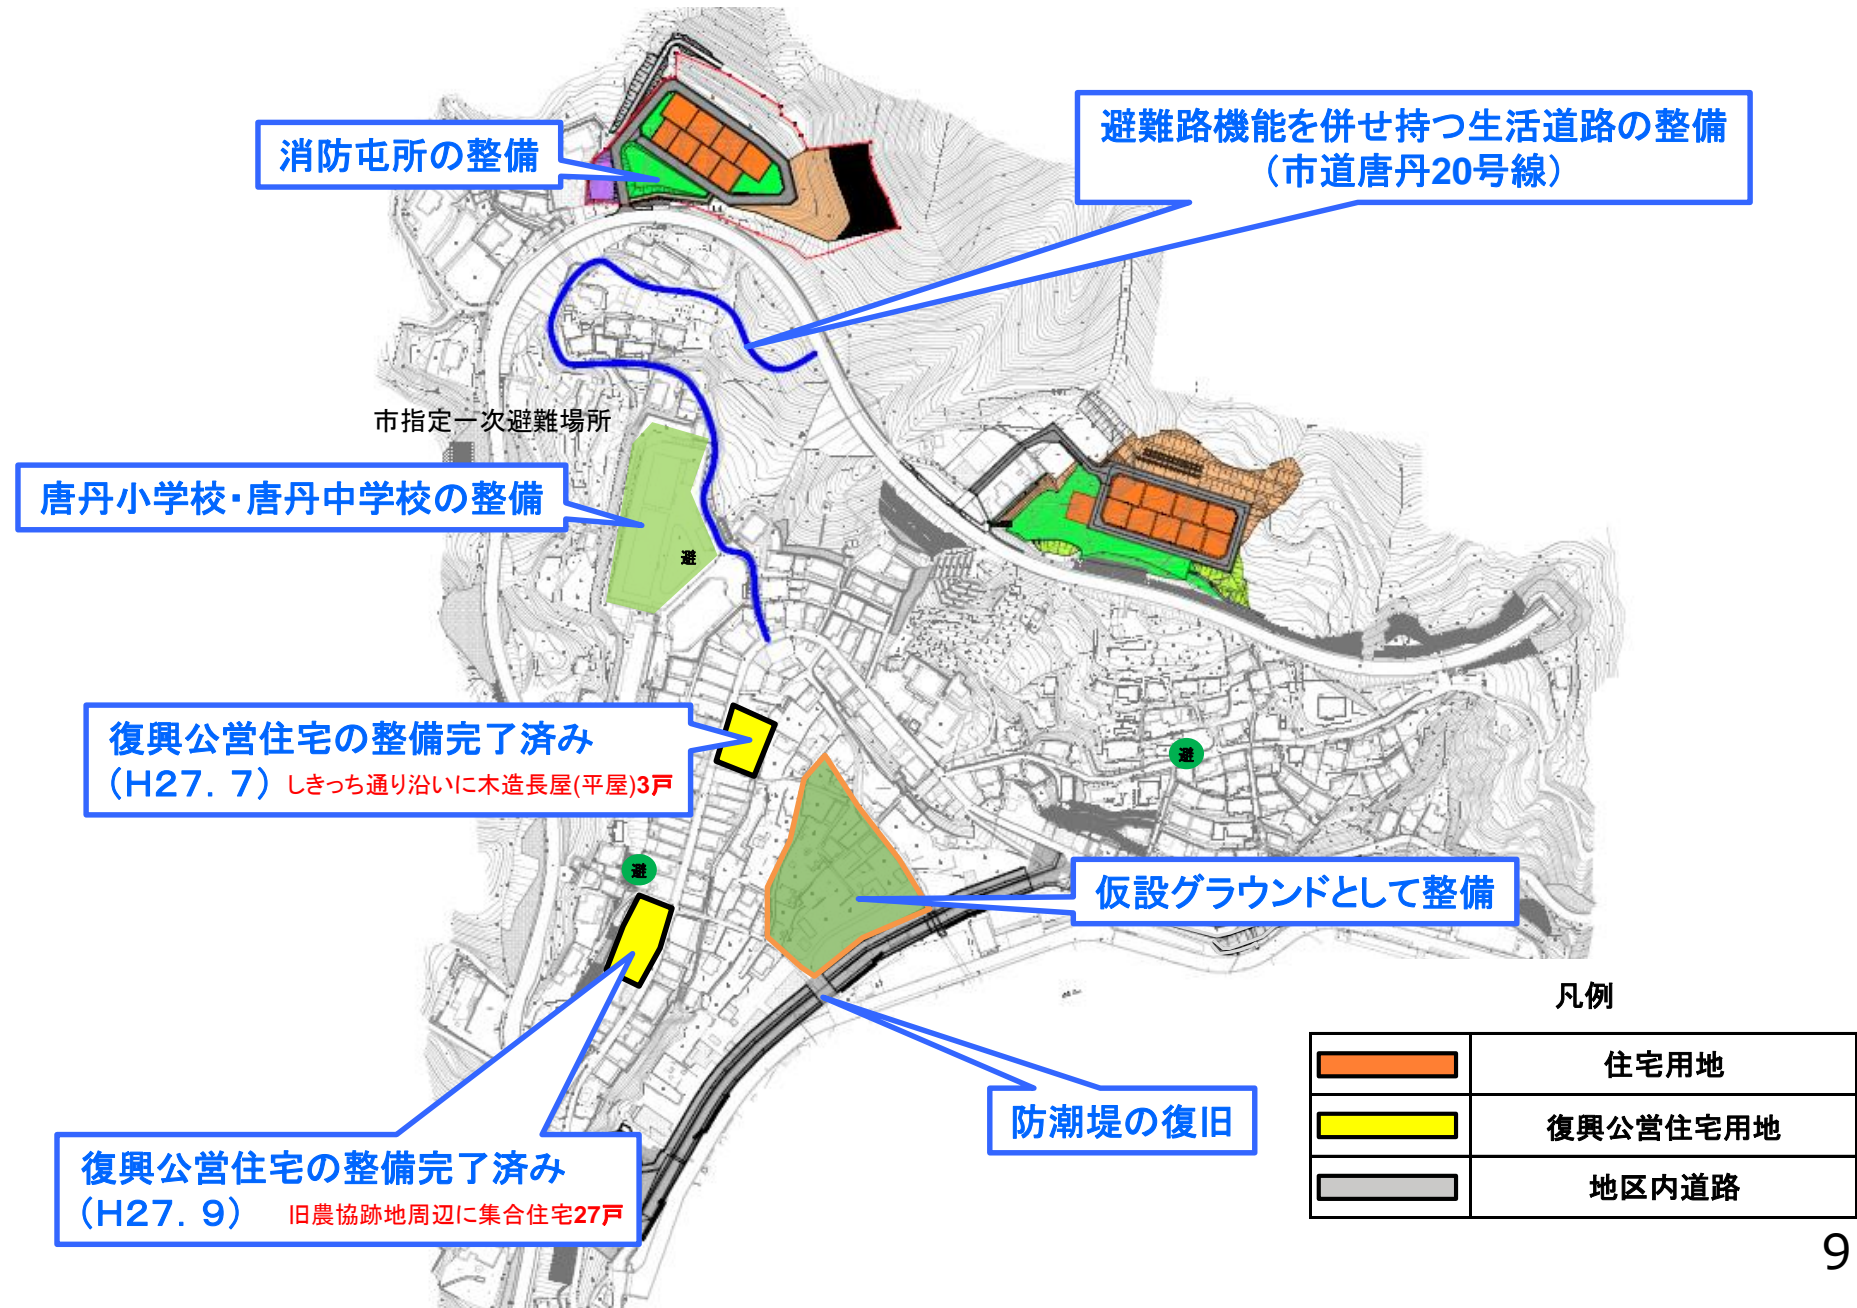 消防屯所の整備
避難路機能を併せ持つ生活道路の整備
（市道唐丹20号線）
市指定一次避難場所
唐丹小学校・唐丹中学校の整備
避
復興公営住宅の整備完了済み
（H27．7） しきっち通り沿いに木造長屋(平屋)3戸
避
避
仮設グラウンドとして整備
防潮堤の復旧
復興公営住宅の整備完了済み
（H27．9） 旧農協跡地周辺に集合住宅27戸
凡例
住宅用地
復興公営住宅用地
地区内道路
9